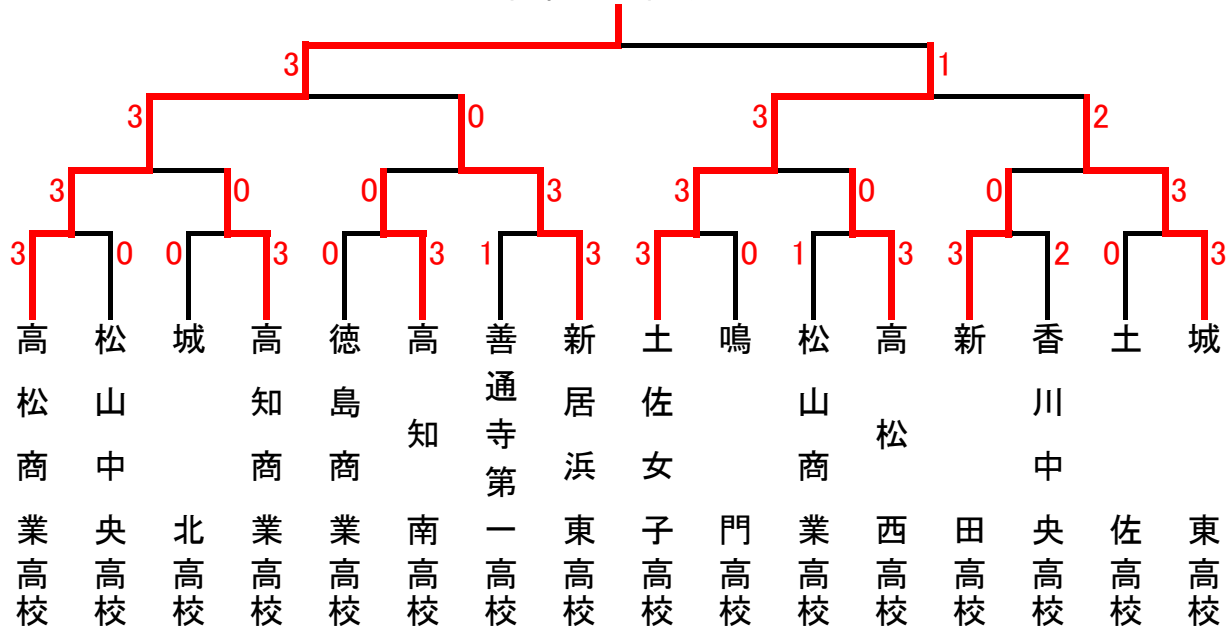 3 1
3 0 3 2
3 0 0 3 3 0 0 3
3 0 0 3 0 3 1 3 3 0 1 3 3 2 0 3
高松商業高校
松山中央高校
城北高校
高知商業高校
徳島商業高校
高知南高校
善通寺第一高校
新居浜東高校
土佐女子高校
鳴門高校
松山商業高校
高松西高校
新田高校
香川中央高校
土佐高校
城東高校